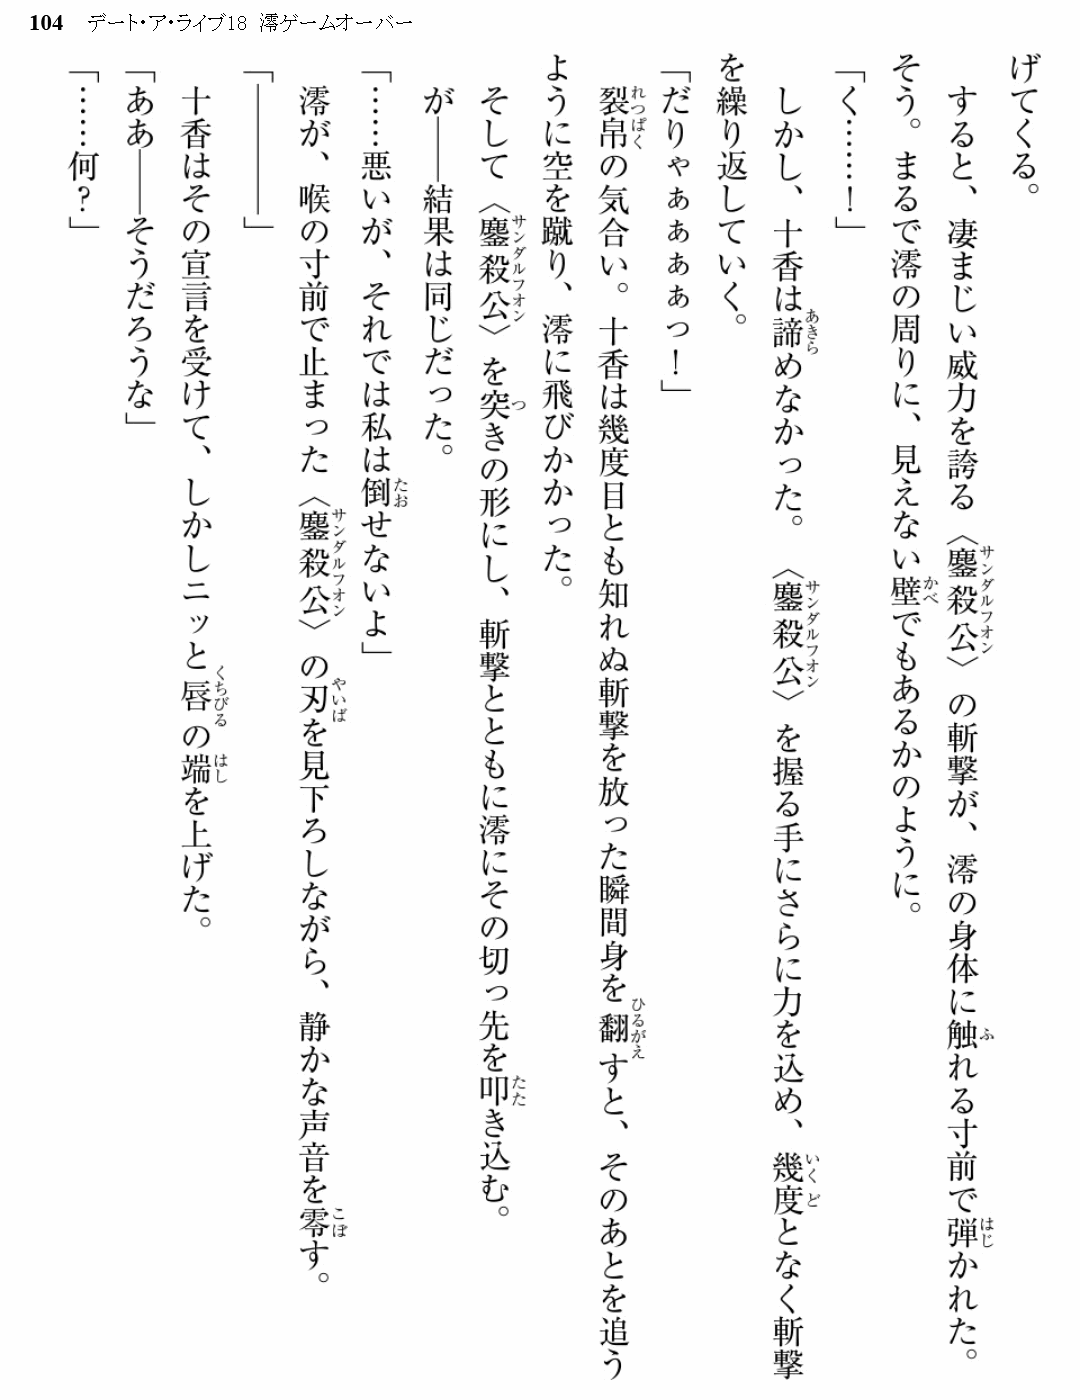 104 デート・ア・ライブ18 澪ゲームオーバー
げてくる。
すると、凄まじい威力を誇る〈鏖殺公〉の斬撃が、澪の身体に触れる寸前で弾かれた。
そう。まるで澪の周りに、見えない壁でもあるかのように。
「く……！」
しかし、十香は諦めなかった。〈鏖殺公〉を握る手にさらに力を込め、幾度となく斬撃
を繰り返していく。
「だりゃぁぁぁぁっ！」
裂帛の気合い。十香は幾度目とも知れぬ斬撃を放った瞬間身を翻すと、そのあとを追う
ように空を蹴り、澪に飛びかかった。
そして〈鏖殺公〉を突きの形にし、斬撃とともに澪にその切っ先を叩き込む。
が――結果は同じだった。
「……悪いが、それでは私は倒せないよ」
澪が、喉の寸前で止まった〈鏖殺公〉の刃を見下ろしながら、静かな声音を零す。
「――――」
十香はその宣言を受けて、しかしニッと唇の端を上げた。
「ああ――そうだろうな」
「……何？」